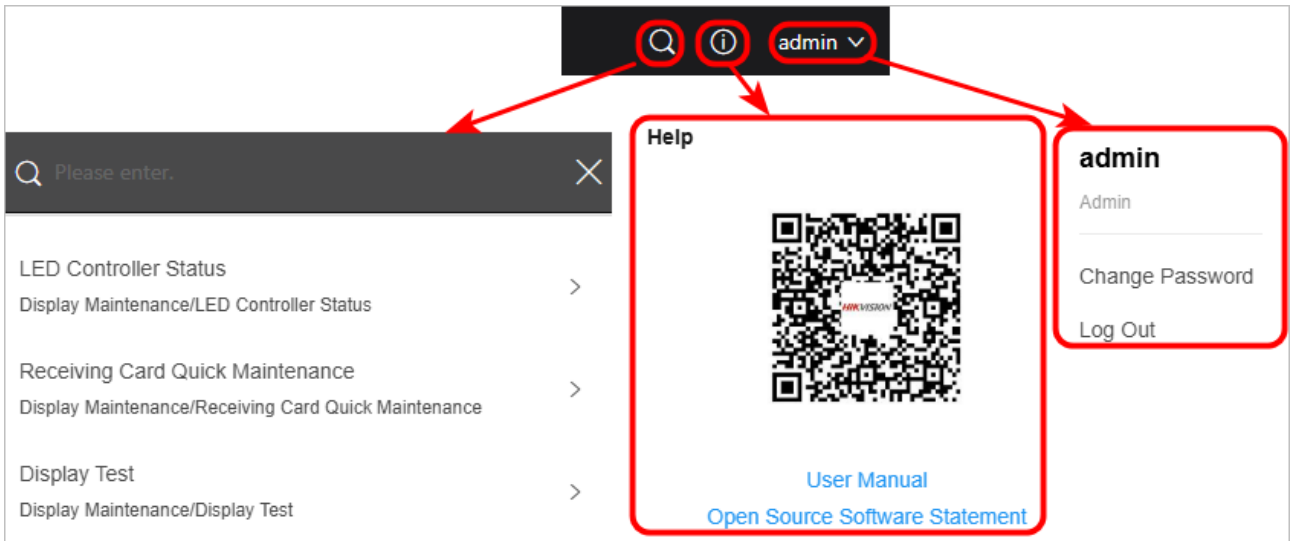 admin
Please enter.
LED Controller Status
Display Maintenance/LED Controller Status
Receiving Card Quick Maintenance
Display Maintenance/Receiving Card Quick Maintenance
Display Test
Display Maintenance/Display Test
Help
HIKVISION
User Manual
Open Source Software Statement
admin
Admin
Change Password
Log Out